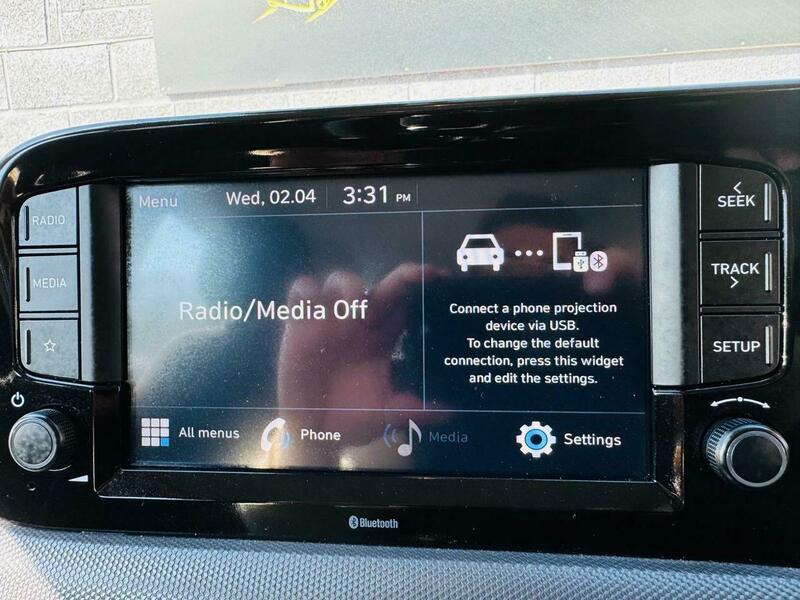 Menu Wed, 02.04 3:31 PM
RADIO
MEDIA
Radio/Media Off
Connect a phone projection
device via USB.
To change the default
connection, press this widget
and edit the settings.
All menus Phone Media Settings
< SEEK
TRACK >
SETUP
Bluetooth